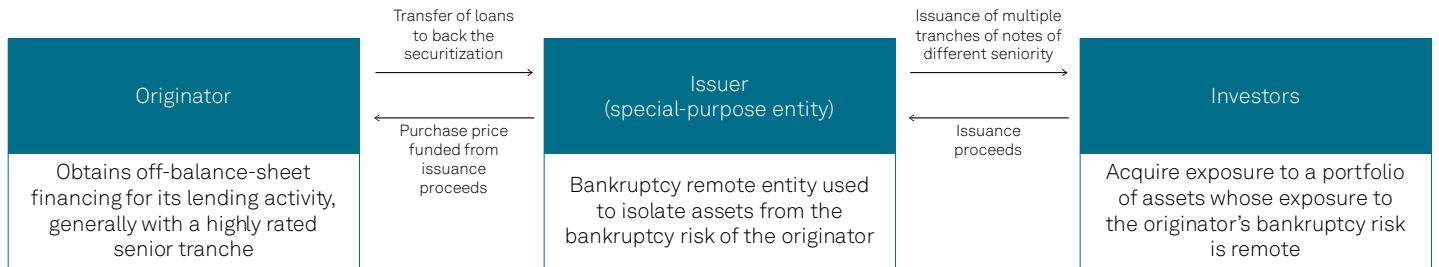 Transfer of loans
to back the
securitization
Issuance of multiple
tranches of notes of
different seniority
Originator
Issuer
(special-purpose entity)
Investors
Purchase price
funded from
issuance
proceeds
Issuance
proceeds
Obtains off-balance-sheet
financing for its lending activity,
generally with a highly rated
senior tranche
Bankruptcy remote entity used
to isolate assets from the
bankruptcy risk of the originator
Acquire exposure to a portfolio
of assets whose exposure to
the originator's bankruptcy risk
is remote